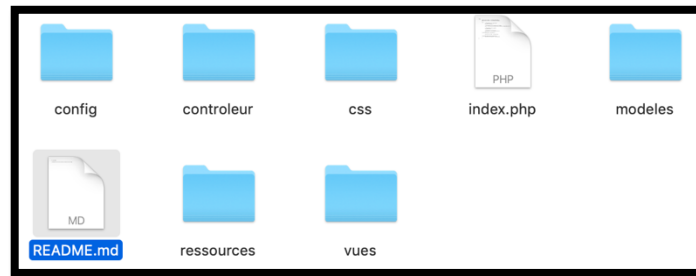 PHP
config
controleur
css
index.php
modeles
MD
README.md
ressources
vues